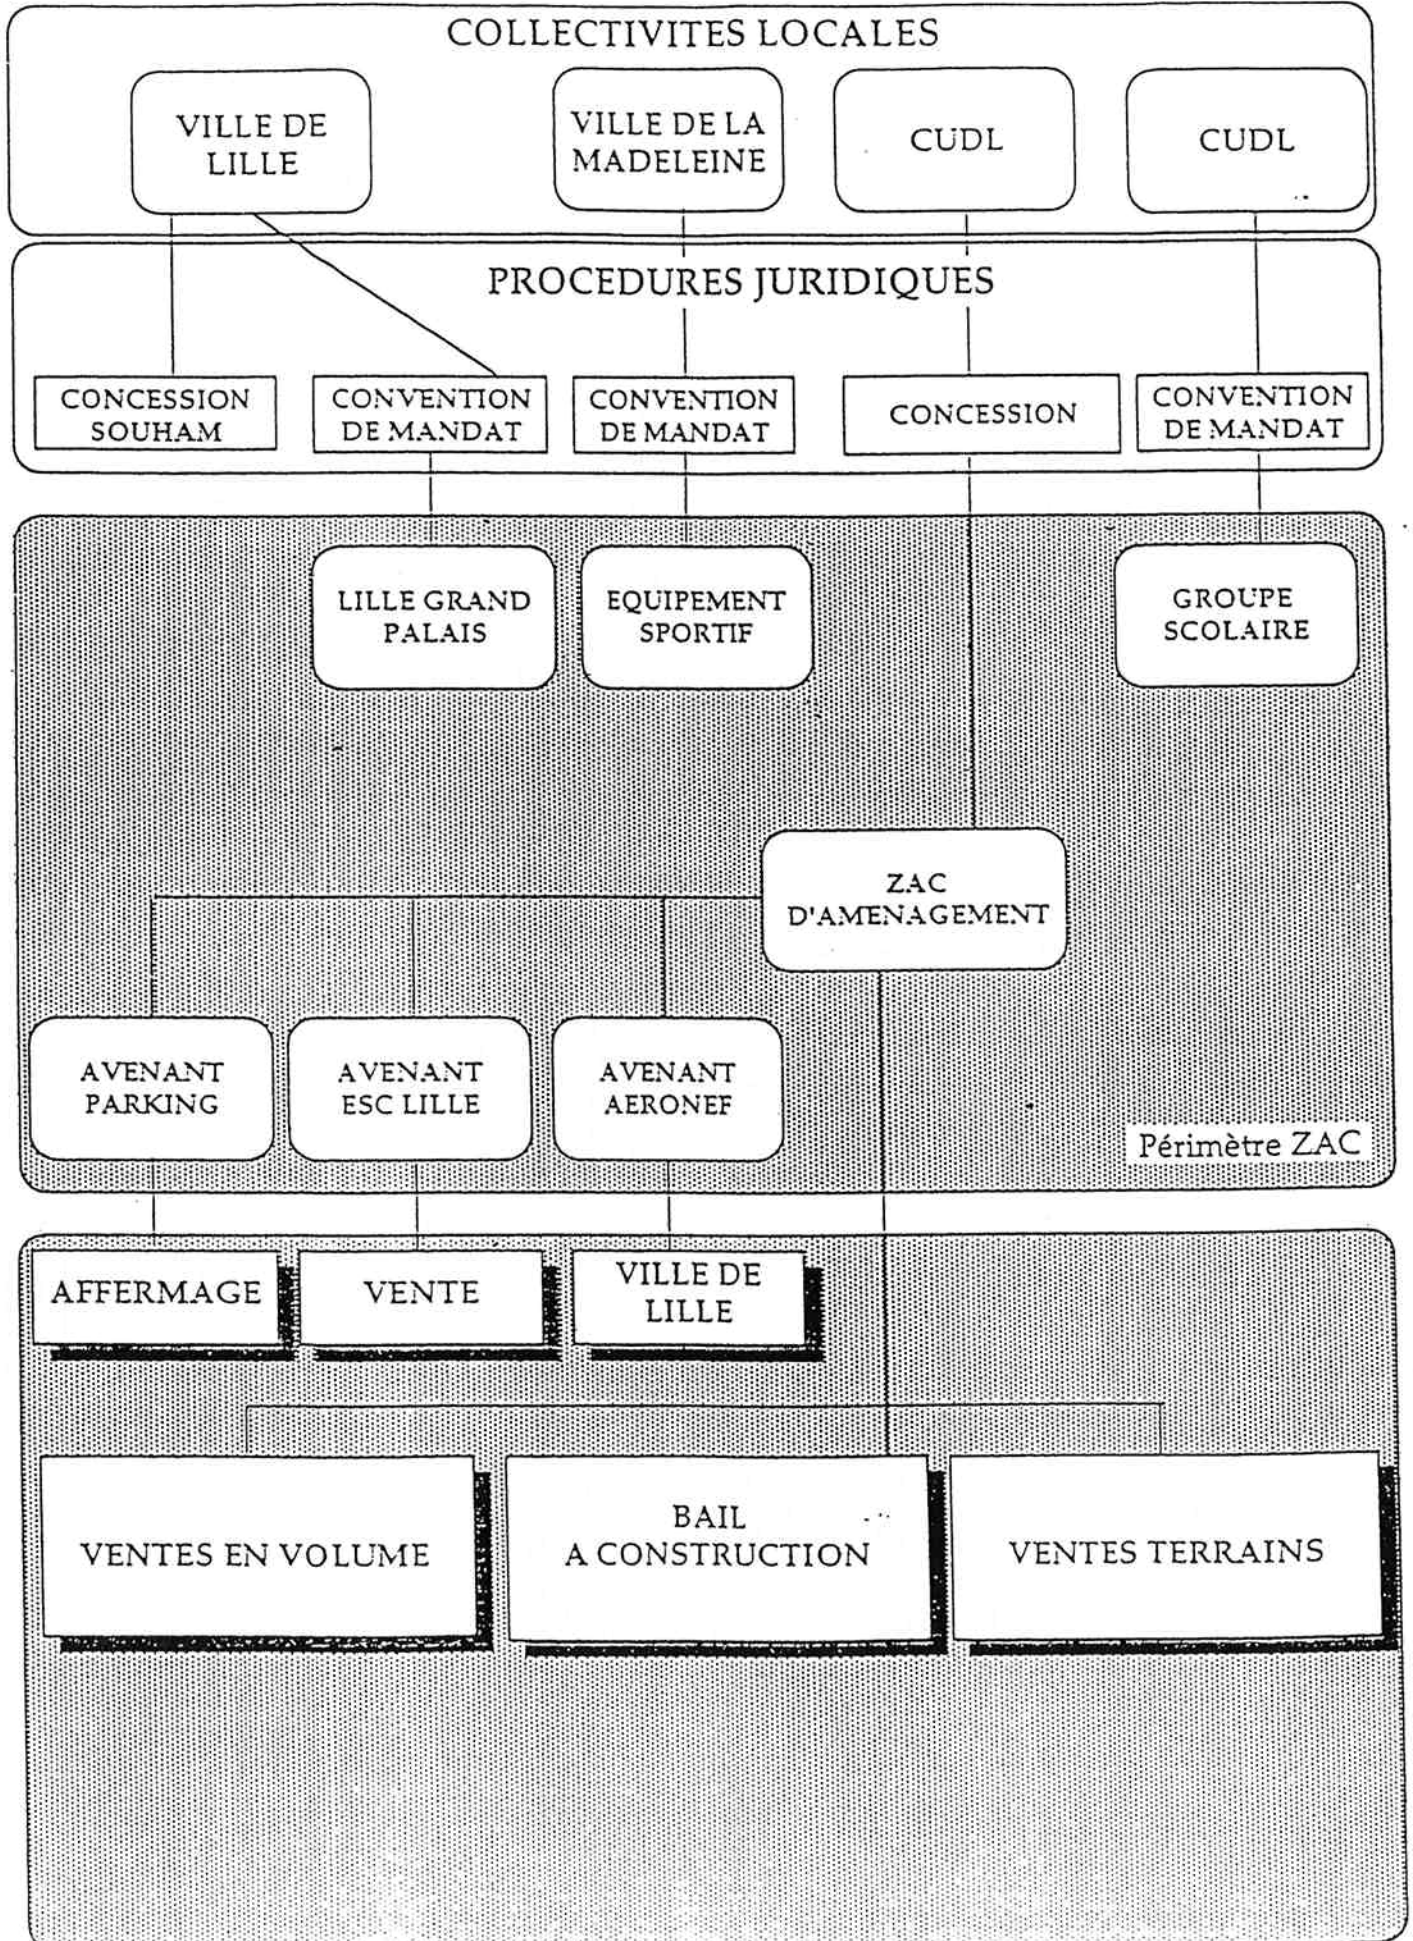 COLLECTIVITES LOCALES
VILLE DE
LILLE
VILLE DE LA
MADELEINE
CUDL
CUDL
PROCEDURES JURIDIQUES
CONCESSION
SOUHAM
CONVENTION
DE MANDAT
CONVENTION
DE MANDAT
CONCESSION
CONVENTION
DE MANDAT
LILLE GRAND
PALAIS
EQUIPEMENT
SPORTIF
GROUPE
SCOLAIRE
ZAC
D'AMENAGEMENT
AVENANT
PARKING
AVENANT
ESC LILLE
AVENANT
AERONEF
Périmètre ZAC
AFFERMAGE
VENTE
VILLE DE
LILLE
VENTES EN VOLUME
BAIL
A CONSTRUCTION
VENTES TERRAINS